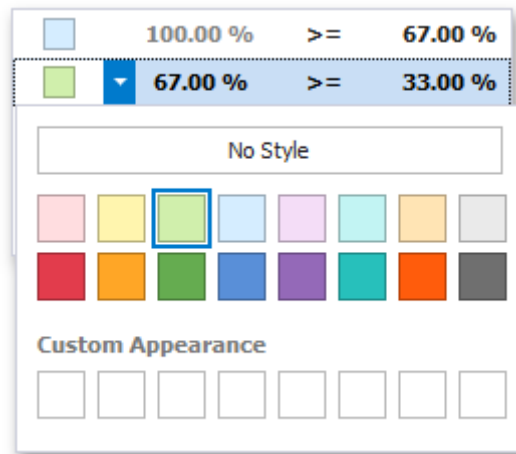 100.00 % >= 67.00 %
67.00 % >= 33.00 %
No Style
Custom Appearance